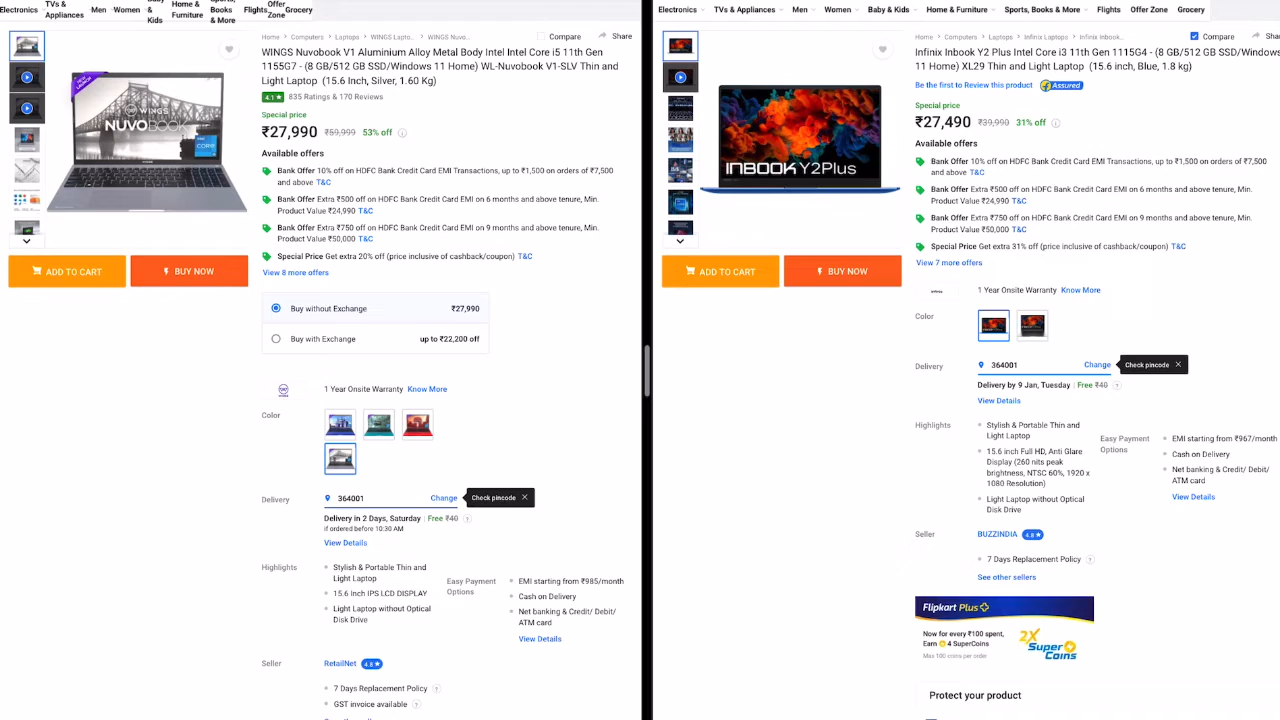 Electronics
TVs & Appliances
Men
Women
Baby & Kids
Home & Furniture
Sports, Books & More
Flights
Offer Zone
Grocery
Home > Computers > Laptops > WINGS Lapto.. > WINGS Nuvo...
Compare
Share
WINGS Nuvobook V1 Aluminium Alloy Metal Body Intel Intel Core i5 11th Gen
1155G7 - (8 GB/512 GB SSD/Windows 11 Home) WL-Nuvobook V1-SLV Thin and
Light Laptop (15.6 Inch, Silver, 1.60 Kg)
4.1★ 835 Ratings & 170 Reviews
Special price
₹27,990 ₹59,999 53% off
Available offers
Bank Offer 10% off on HDFC Bank Credit Card EMI Transactions, up to ₹1,500 on orders of ₹7,500
and above T&C
Bank Offer Extra ₹500 off on HDFC Bank Credit Card EMI on 6 months and above tenure, Min.
Product Value ₹24,990 T&C
Bank Offer Extra ₹750 off on HDFC Bank Credit Card EMI on 9 months and above tenure, Min.
Product Value ₹50,000 T&C
Special Price Get extra 20% off (price inclusive of cashback/coupon) T&C
View 8 more offers
WINGS
NUVOBOOK
CORE i5
ADD TO CART
BUY NOW
Buy without Exchange ₹27,990
Buy with Exchange up to ₹22,200 off
1 Year Onsite Warranty Know More
Color
Delivery
364001
Change
Check pincode ×
Delivery in 2 Days, Saturday | Free ₹40 ?
if ordered before 10:30 AM
View Details
Highlights
Stylish & Portable Thin and
Light Laptop
15.6 Inch IPS LCD DISPLAY
Light Laptop without Optical
Disk Drive
Easy Payment
Options
EMI starting from ₹985/month
Cash on Delivery
Net banking & Credit/ Debit/
ATM card
View Details
Seller
RetailNet 4.8★
7 Days Replacement Policy ?
GST invoice available ?
Electronics
TVs & Appliances
Men
Women
Baby & Kids
Home & Furniture
Sports, Books & More
Flights
Offer Zone
Grocery
Home > Computers > Laptops > Infinix Laptops > Infinix Inbook...
Compare
Infinix Inbook Y2 Plus Intel Core i3 11th Gen 1115G4 - (8 GB/512 GB SSD/Windows
11 Home) XL29 Thin and Light Laptop (15.6 inch, Blue, 1.8 kg)
Be the first to Review this product Assured
Special price
₹27,490 ₹39,990 31% off
Available offers
Bank Offer 10% off on HDFC Bank Credit Card EMI Transactions, up to ₹1,500 on orders of ₹7,500
and above T&C
Bank Offer Extra ₹500 off on HDFC Bank Credit Card EMI on 6 months and above tenure, Min.
Product Value ₹24,990 T&C
Bank Offer Extra ₹750 off on HDFC Bank Credit Card EMI on 9 months and above tenure, Min.
Product Value ₹50,000 T&C
Special Price Get extra 31% off (price inclusive of cashback/coupon) T&C
View 7 more offers
INBOOK Y2Plus
ADD TO CART
BUY NOW
Infinix
1 Year Onsite Warranty Know More
Color
Delivery
364001
Change
Check pincode ×
Delivery by 9 Jan, Tuesday | Free ₹40 ?
View Details
Highlights
Stylish & Portable Thin and
Light Laptop
15.6 inch Full HD, Anti Glare
Display (260 nits peak
brightness, NTSC 60%, 1920 x
1080 Resolution)
Light Laptop without Optical
Disk Drive
Easy Payment
Options
EMI starting from ₹967/month
Cash on Delivery
Net banking & Credit/ Debit/
ATM card
View Details
Seller
BUZZINDIA 4.8★
7 Days Replacement Policy ?
See other sellers
Flipkart Plus
Now for every ₹100 spent,
Earn 4 SuperCoins
Max 100 coins per order
2X
Super
Coins
Protect your product